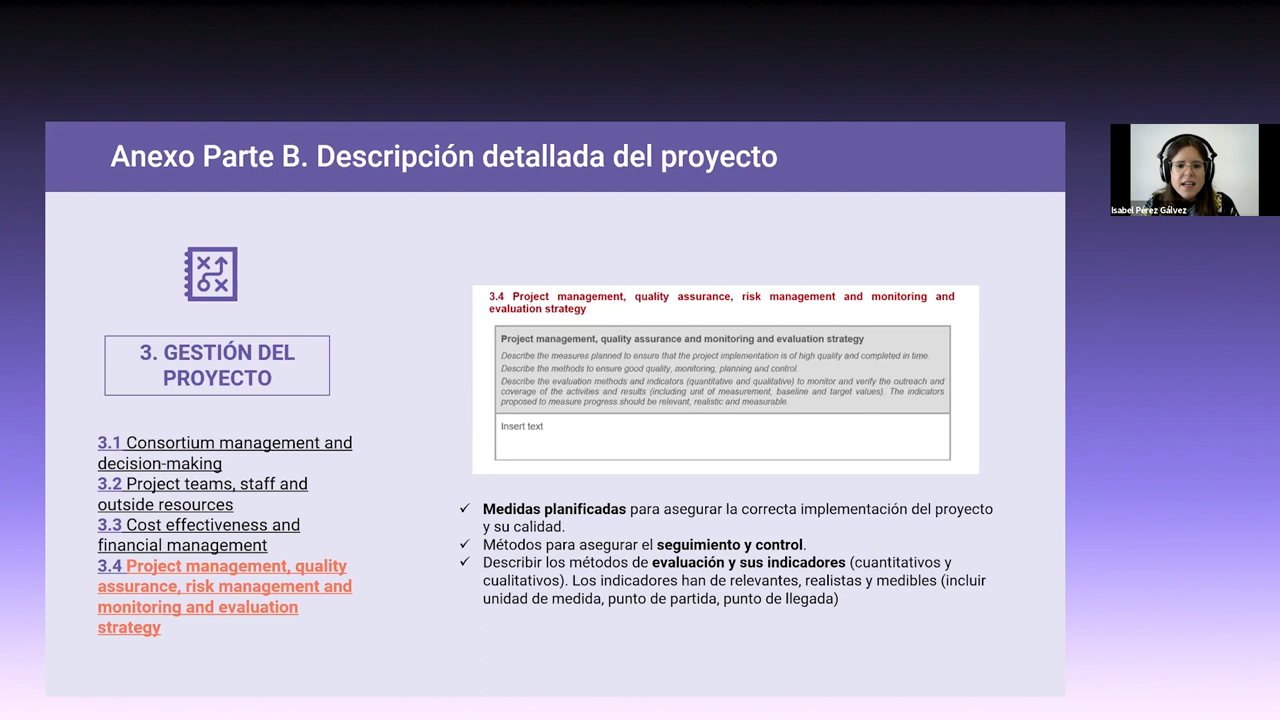 Anexo Parte B. Descripción detallada del proyecto
Isabel Pérez Gálvez
3. GESTIÓN DEL
PROYECTO
3.1 Consortium management and
decision-making
3.2 Project teams, staff and
outside resources
3.3 Cost effectiveness and
financial management
3.4 Project management, quality
assurance, risk management and
monitoring and evaluation
strategy
3.4 Project management, quality assurance, risk management and monitoring and
evaluation strategy
Project management, quality assurance and monitoring and evaluation strategy
Describe the measures planned to ensure that the project implementation is of high quality and completed in time.
Describe the methods to ensure good quality, monitoring, planning and control.
Describe the evaluation methods and indicators (quantitative and qualitative) to monitor and verify the outreach and
coverage of the activities and results (including unit of measurement, baseline and target values). The indicators
proposed to measure progress should be relevant, realistic and measurable.
Insert text
✓ Medidas planificadas para asegurar la correcta implementación del proyecto
y su calidad.
✓ Métodos para asegurar el seguimiento y control.
✓ Describir los métodos de evaluación y sus indicadores (cuantitativos y
cualitativos). Los indicadores han de relevantes, realistas y medibles (incluir
unidad de medida, punto de partida, punto de llegada)